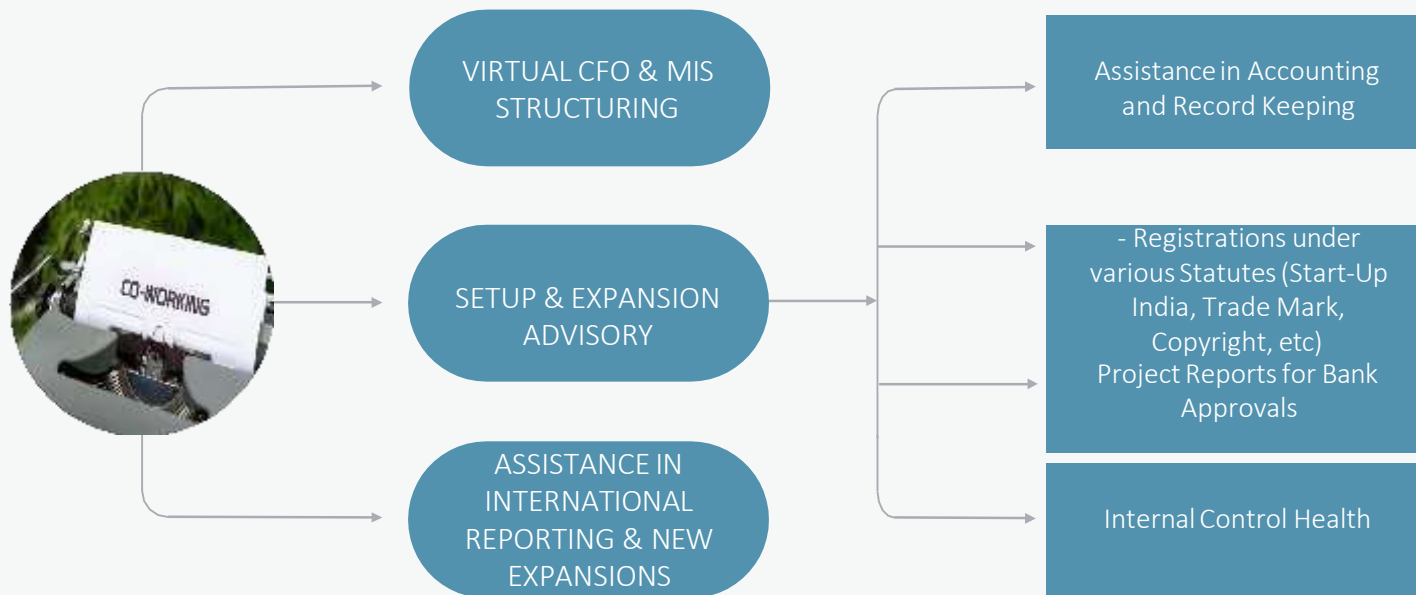 VIRTUAL CFO & MIS
STRUCTURING
Assistance in Accounting
and Record Keeping
CO-WORKING
SETUP & EXPANSION
ADVISORY
- Registrations under
various Statutes (Start-Up
India, Trade Mark,
Copyright, etc)
Project Reports for Bank
Approvals
ASSISTANCE IN
INTERNATIONAL
REPORTING & NEW
EXPANSIONS
Internal Control Health